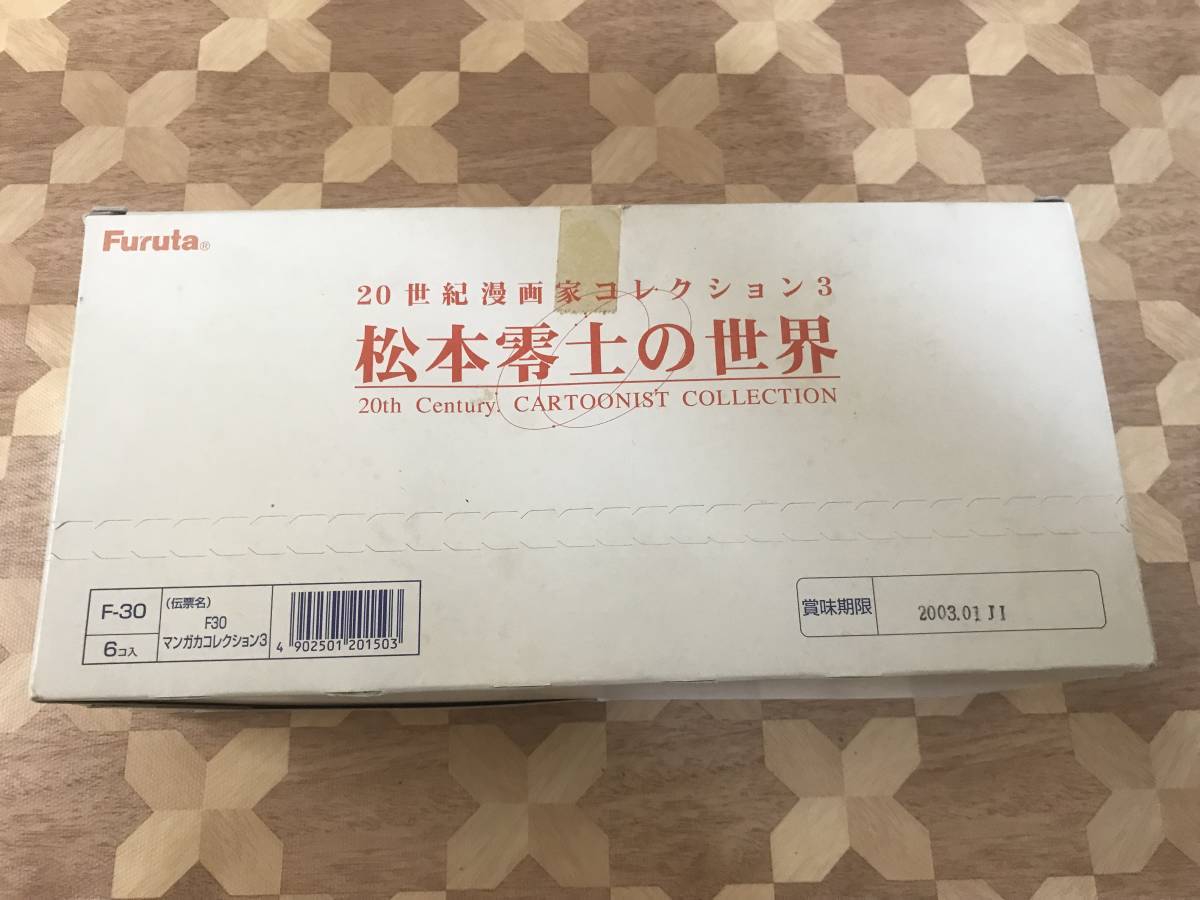 Furuta®
20世紀漫画家コレクション3
松本零士の世界
20th Century. CARTOONIST COLLECTION
F-30
6コ入
(伝票名)
F30
マンガカコレクション3
4 902501 201503
賞味期限
2003.01 JI